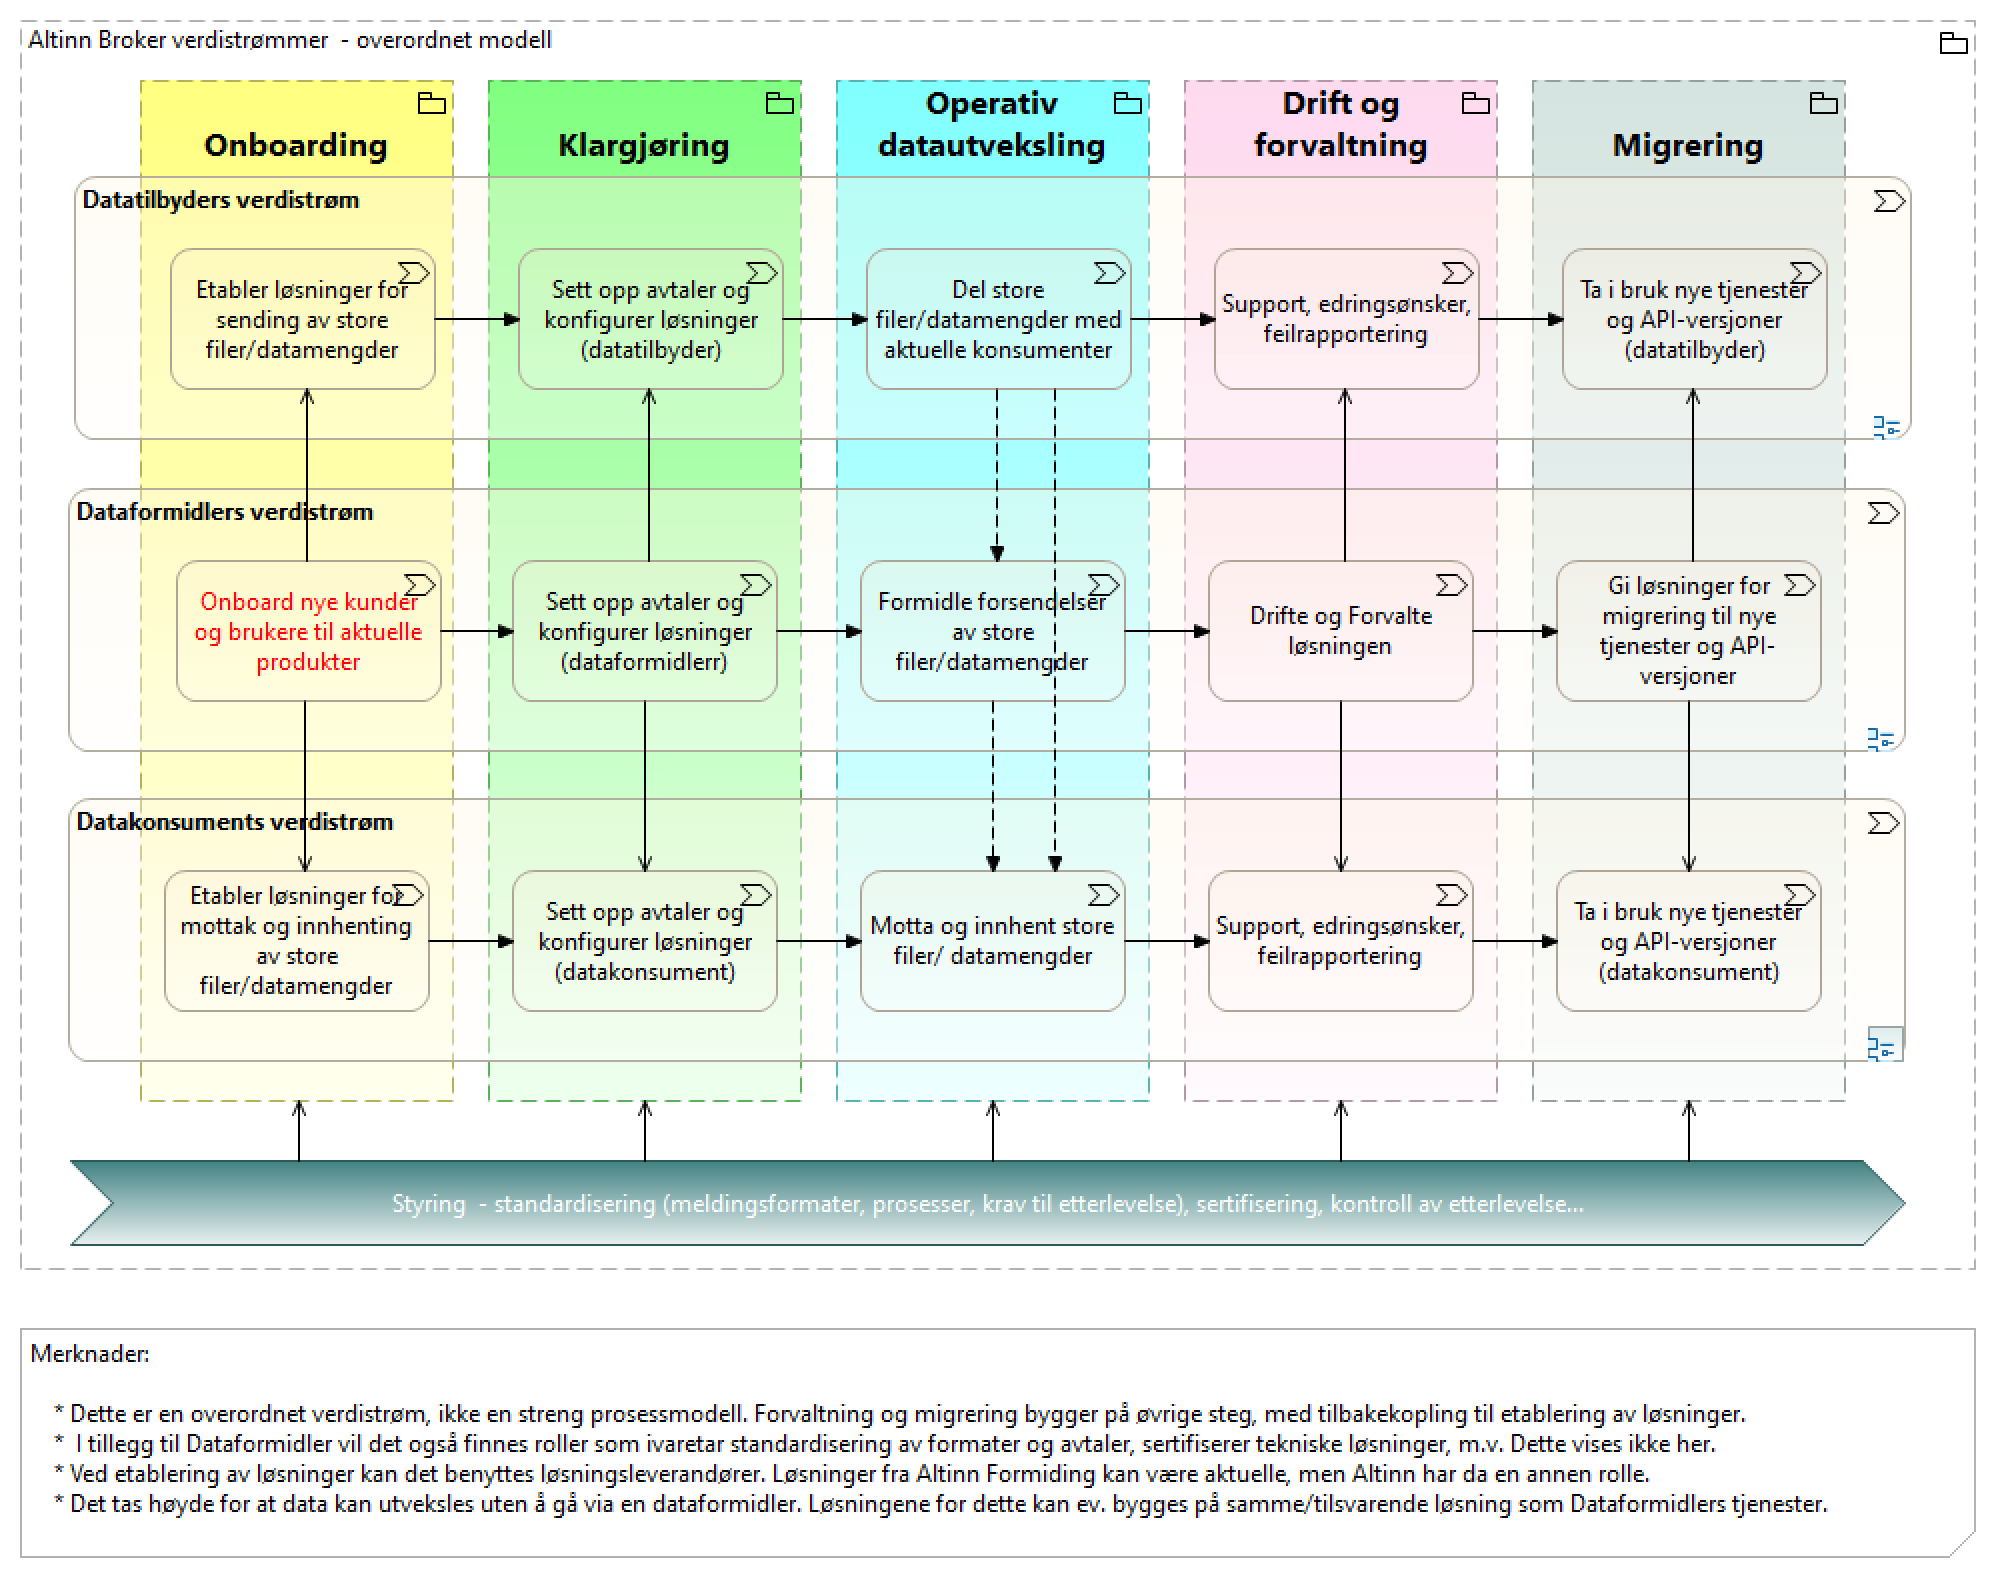 Altinn Broker verdistrømmer  - overordnet modell
Onboarding
Klargjøring
Operativ
datautveksling
Drift og
forvaltning
Migrering
Datatilbyders verdistrøm
Etabler løsninger for
sending av store
filer/datamengder
Sett opp avtaler og
konfigurer løsninger
(datatilbyder)
Del store
filer/datamengder med
aktuelle konsumenter
Support, edringsønsker,
feilrapportering
Ta i bruk nye tjenester
og API-versjoner
(datatilbyder)
Dataformidlers verdistrøm
Onboard nye kunder
og brukere til aktuelle
produkter
Sett opp avtaler og
konfigurer løsninger
(dataformidlerr)
Formidle forsendelser
av store
filer/datamengder
Drifte og Forvalte
løsningen
Gi løsninger for
migrering til nye
tjenester og API-
versjoner
Datakonsuments verdistrøm
Etabler løsninger for
mottak og innhenting
av store
filer/datamengder
Sett opp avtaler og
konfigurer løsninger
(datakonsument)
Motta og innhent store
filer/ datamengder
Support, edringsønsker,
feilrapportering
Ta i bruk nye tjenester
og API-versjoner
(datakonsument)
Styring  - standardisering (meldingsformater, prosesser, krav til etterlevelse), sertifisering, kontroll av etterlevelse...
Merknader:
* Dette er en overordnet verdistrøm, ikke en streng prosessmodell. Forvaltning og migrering bygger på øvrige steg, med tilbakekopling til etablering av løsninger.
*  I tillegg til Dataformidler vil det også finnes roller som ivaretar standardisering av formater og avtaler, sertifiserer tekniske løsninger, m.v. Dette vises ikke her.
* Ved etablering av løsninger kan det benyttes løsningsleverandører. Løsninger fra Altinn Formiding kan være aktuelle, men Altinn har da en annen rolle.
* Det tas høyde for at data kan utveksles uten å gå via en dataformidler. Løsningene for dette kan ev. bygges på samme/tilsvarende løsning som Dataformidlers tjenester.